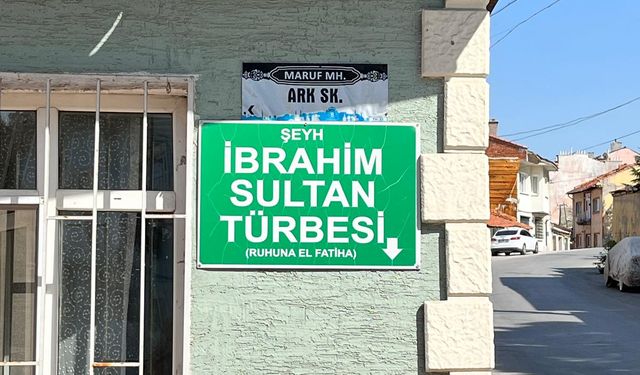 MARUF MH.
ARK SK.
ŞEYH
İBRAHİM
SULTAN
TÜRBESİ
(RUHUNA EL FATİHA)